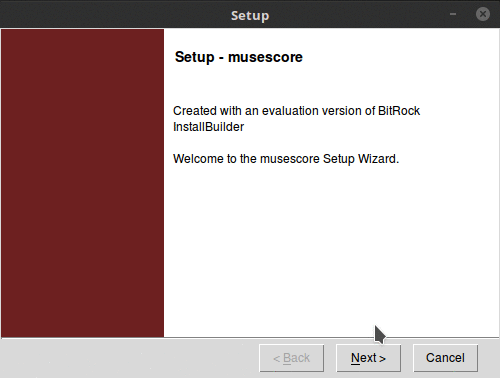 Setup
Setup - musescore
Created with an evaluation version of BitRock
InstallBuilder
Welcome to the musescore Setup Wizard.
< Back
Next >
Cancel